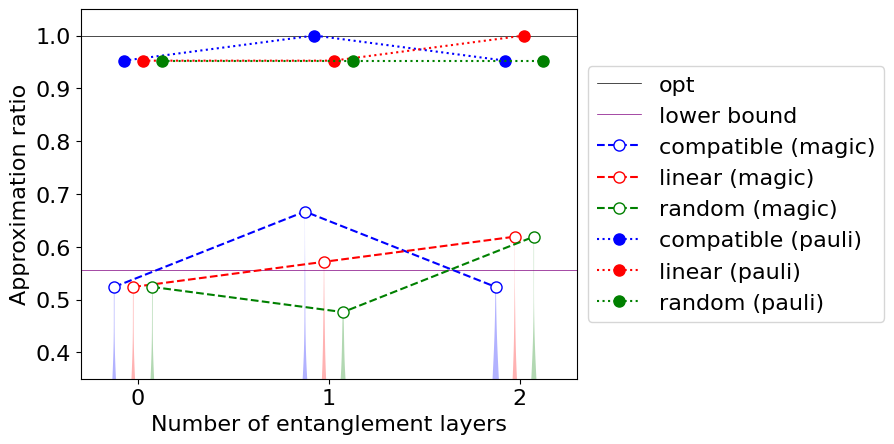 1.0
0.9
0.8
0.7
0.6
0.5
0.4
Approximation ratio
0 1 2
Number of entanglement layers
opt
lower bound
compatible (magic)
linear (magic)
random (magic)
compatible (pauli)
linear (pauli)
random (pauli)